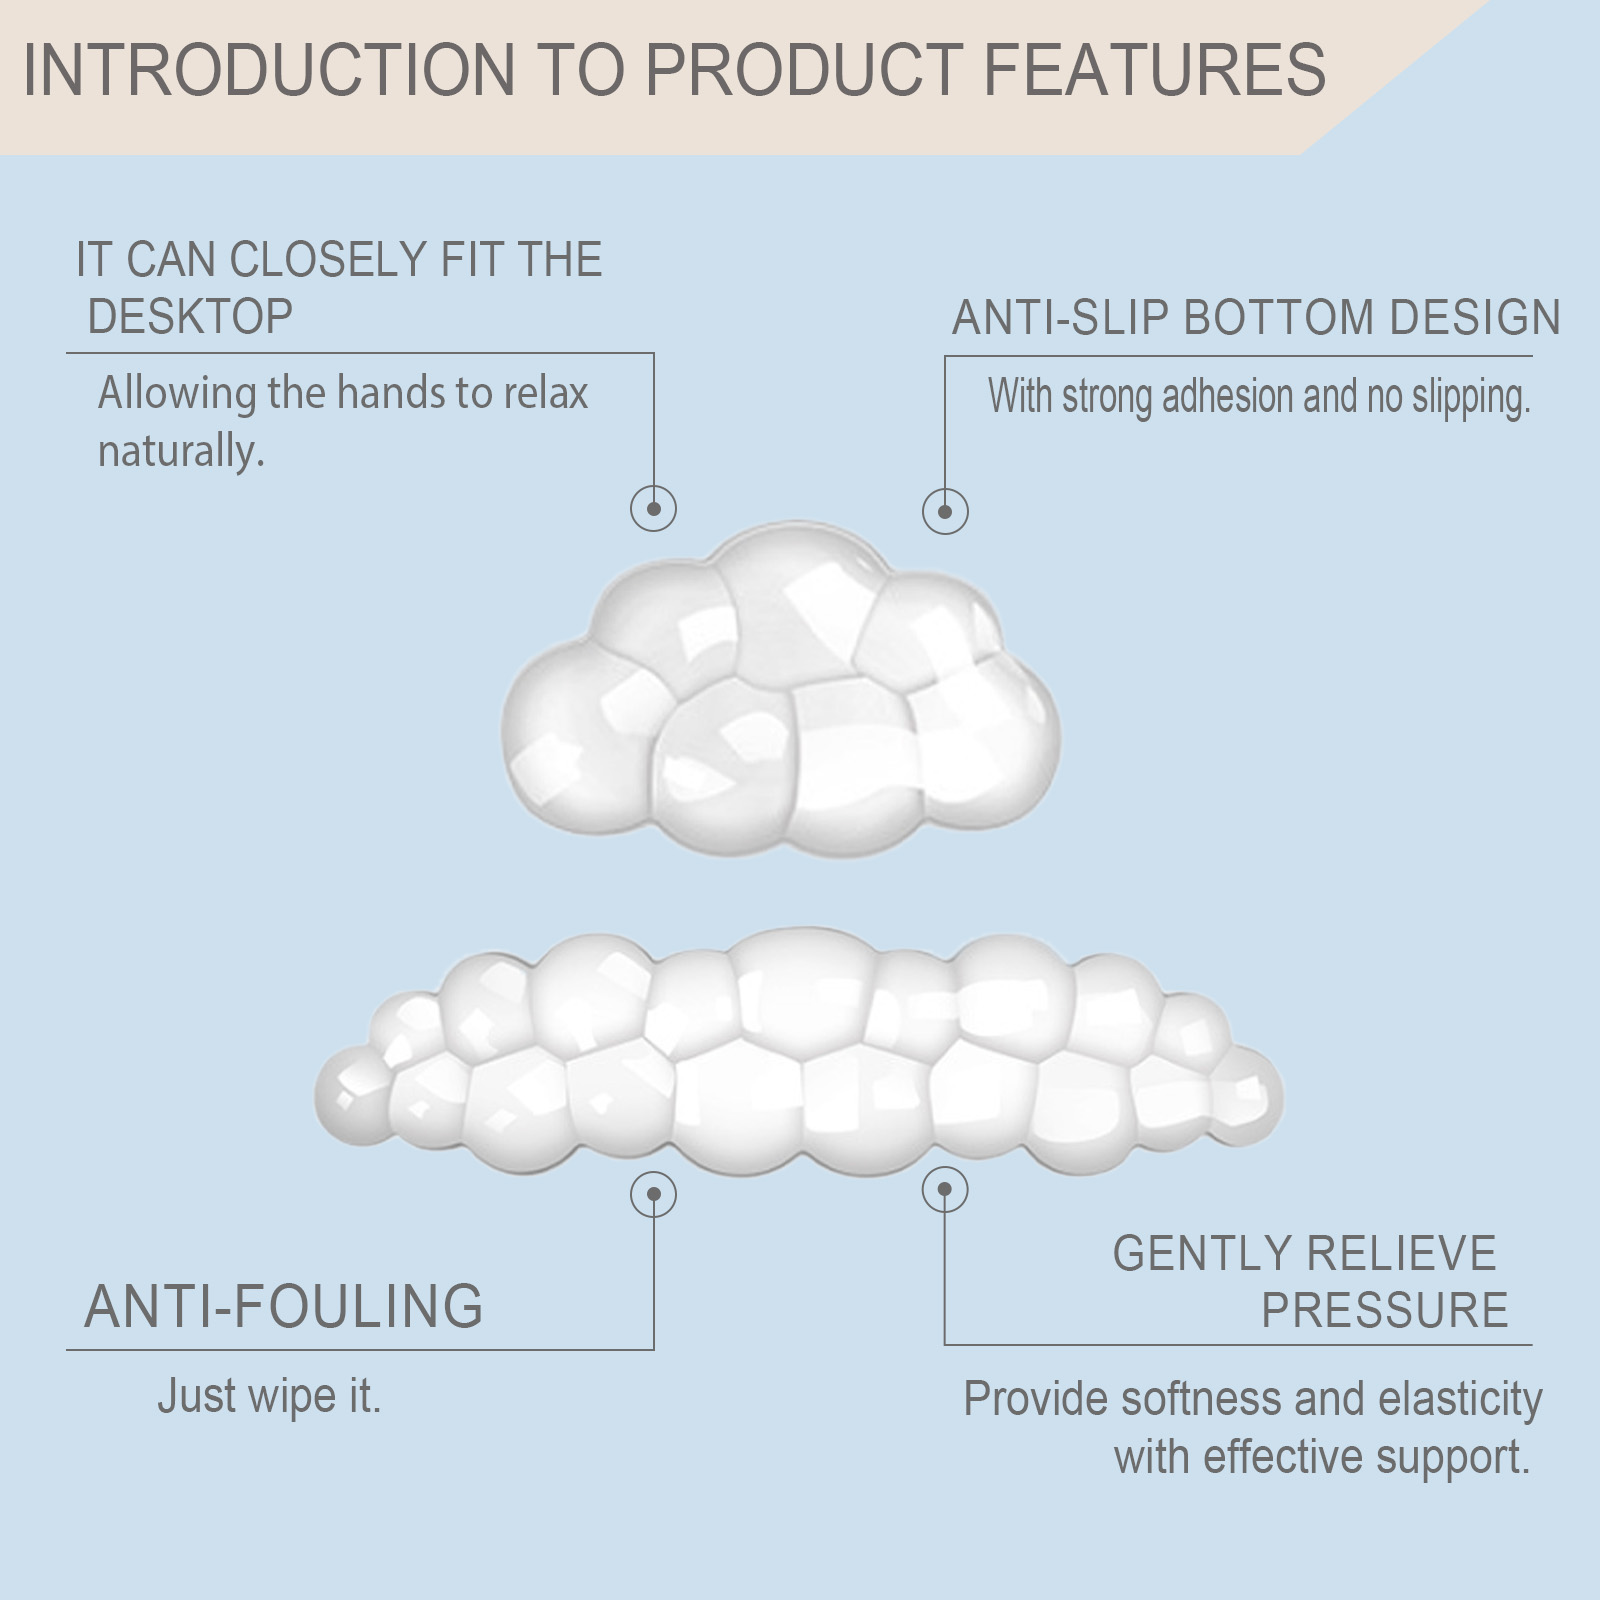 INTRODUCTION TO PRODUCT FEATURES
IT CAN CLOSELY FIT THE
DESKTOP
Allowing the hands to relax
naturally.
ANTI-SLIP BOTTOM DESIGN
With strong adhesion and no slipping.
ANTI-FOULING
Just wipe it.
GENTLY RELIEVE
PRESSURE
Provide softness and elasticity
with effective support.